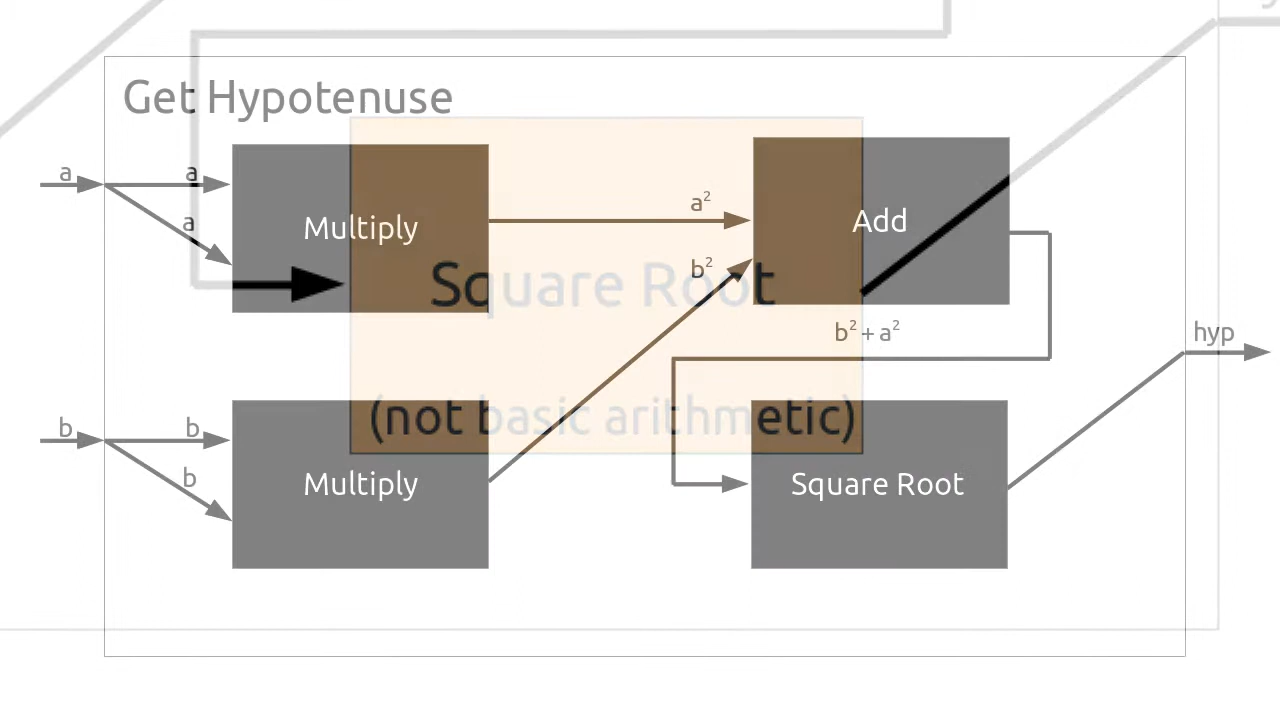 Get Hypotenuse
a
a
a
Multiply
a²
Add
b²
Square Root
b² + a²
hyp
(not basic arithmetic)
b
b
b
Multiply
Square Root